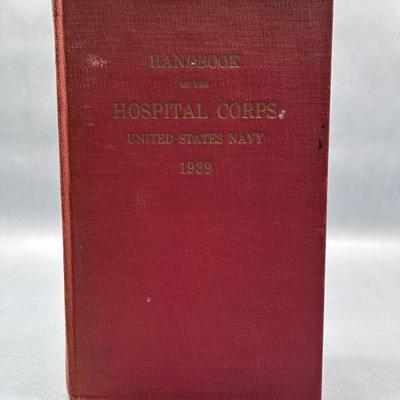 HANDBOOK
OF THE
HOSPITAL CORPS
UNITED STATES NAVY
1939